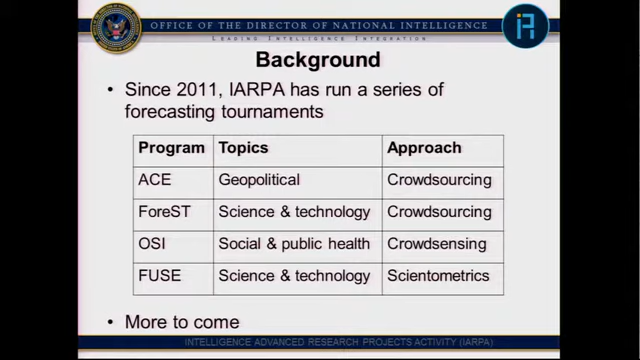 OFFICE OF THE DIRECTOR OF NATIONAL INTELLIGENCE
LEADING INTELLIGENCE INTEGRATION
Background
• Since 2011, IARPA has run a series of
forecasting tournaments
Program Topics Approach
ACE Geopolitical Crowdsourcing
ForeST Science & technology Crowdsourcing
OSI Social & public health Crowdsensing
FUSE Science & technology Scientometrics
• More to come
INTELLIGENCE ADVANCED RESEARCH PROJECTS ACTIVITY (IARPA)